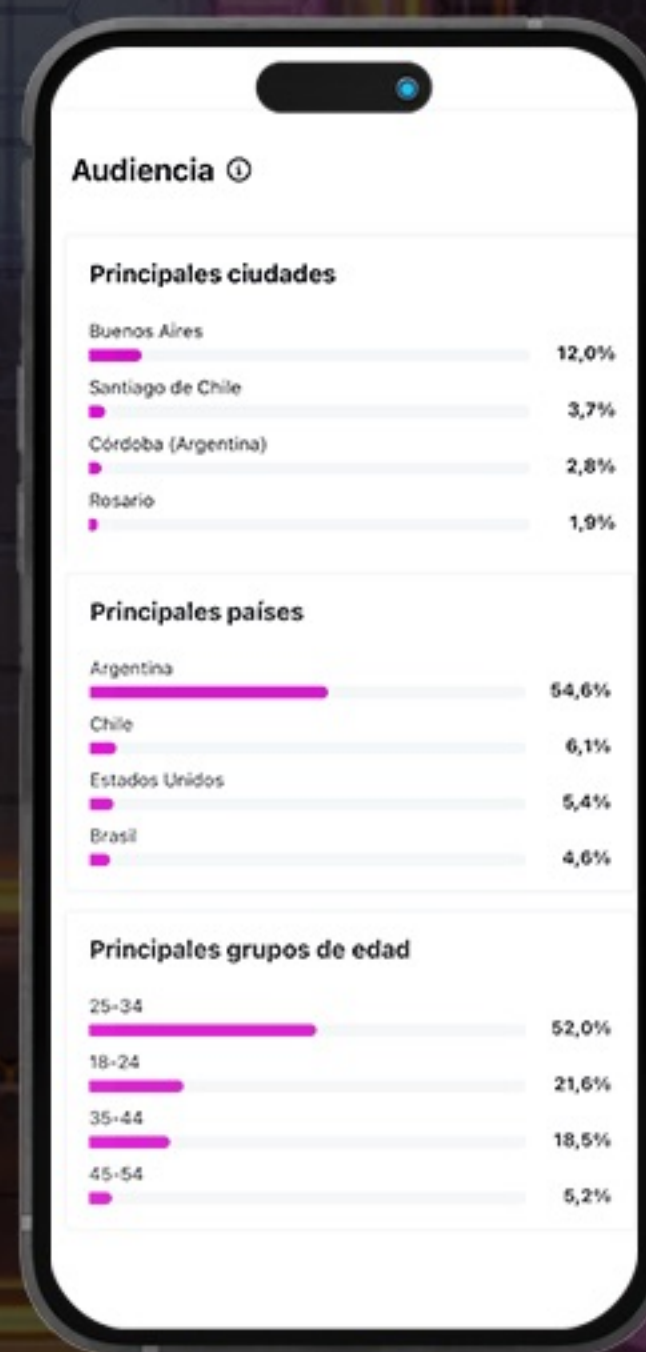 Audiencia
Principales ciudades
Buenos Aires
12,0%
Santiago de Chile
3,7%
Córdoba (Argentina)
2,8%
Rosario
1,9%
Principales países
Argentina
54,6%
Chile
6,1%
Estados Unidos
5,4%
Brasil
4,6%
Principales grupos de edad
25-34
52,0%
18-24
21,6%
35-44
18,5%
45-54
5,2%